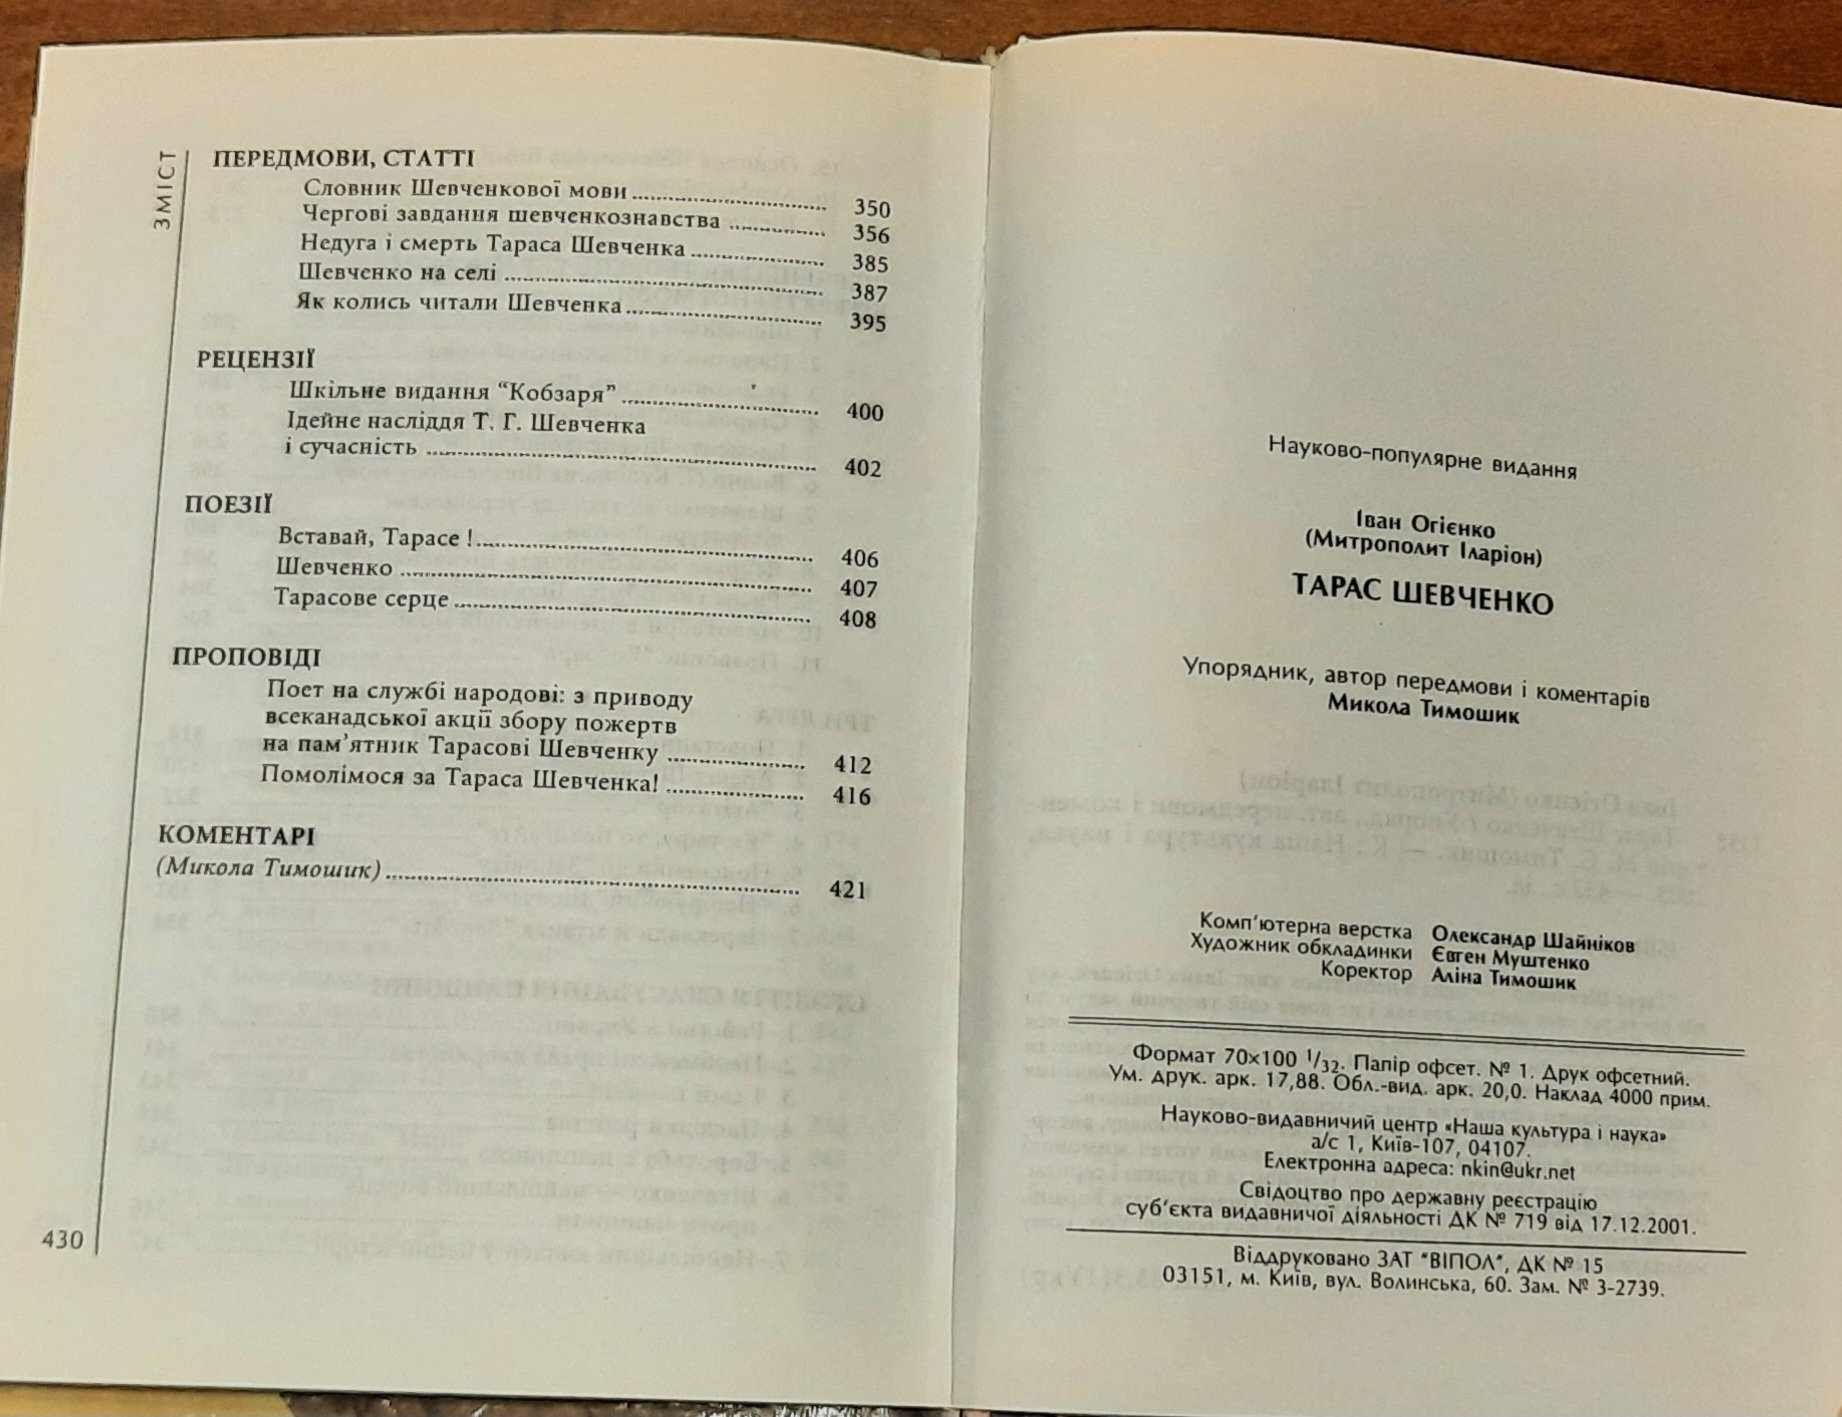 ЗМІСТ
ПЕРЕДМОВИ, СТАТТІ
Словник Шевченкової мови 350
Чергові завдання шевченкознавства 356
Недуга і смерть Тараса Шевченка 385
Шевченко на селі 387
Як колись читали Шевченка 395
РЕЦЕНЗІЇ
Шкільне видання “Кобзаря” 400
Ідейне насліддя Т. Г. Шевченка
і сучасність 402
ПОЕЗІЇ
Вставай, Тарасе ! 406
Шевченко 407
Тарасове серце 408
ПРОПОВІДІ
Поет на службі народові: з приводу
всеканадської акції збору пожертв
на пам’ятник Тарасові Шевченку 412
Помолімося за Тараса Шевченка! 416
КОМЕНТАРІ
(Микола Тимошик) 421
430
Науково-популярне видання
Іван Огієнко
(Митрополит Іларіон)
ТАРАС ШЕВЧЕНКО
Упорядник, автор передмови і коментарів
Микола Тимошик
Комп’ютерна верстка Олександр Шайніков
Художник обкладинки Євген Муштенко
Коректор Аліна Тимошик
Формат 70х100 1/32. Папір офсет. № 1. Друк офсетний.
Ум. друк. арк. 17,88. Обл.-вид. арк. 20,0. Наклад 4000 прим.
Науково-видавничий центр «Наша культура і наука»
а/с 1, Київ-107, 04107.
Електронна адреса: nkin@ukr.net
Свідоцтво про державну реєстрацію
суб’єкта видавничої діяльності ДК № 719 від 17.12.2001.
Віддруковано ЗАТ "ВІПОЛ", ДК № 15
03151, м. Київ, вул. Волинська, 60. Зам. № 3-2739.